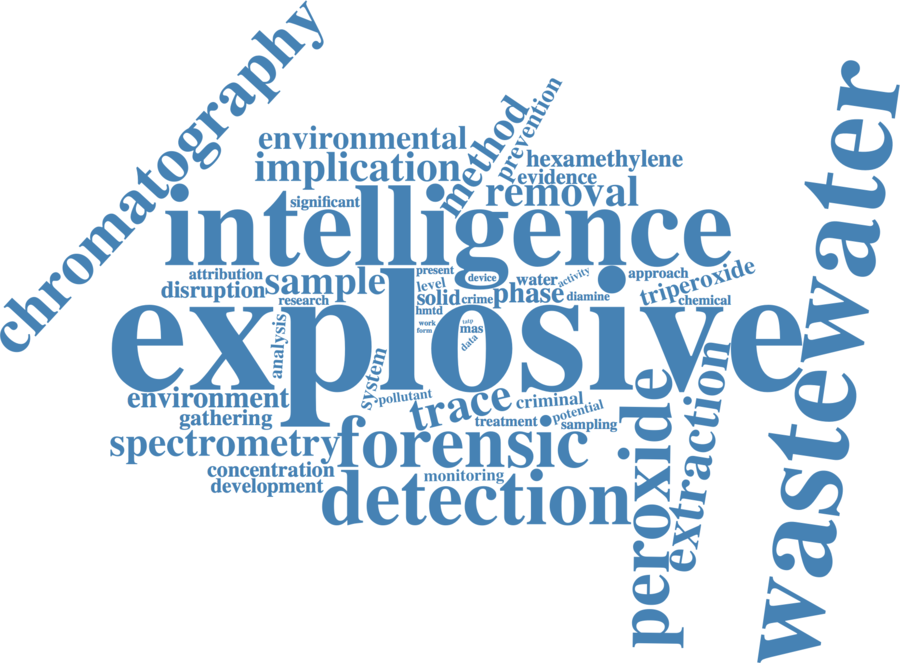 chromatography
environmental
method
prevention
implication
hexamethylene
evidence
removal
significant
intelligence
wastewater
attribution
disruption
sample
research
present
level
device
water
activity
approach
triperoxide
solid
crime
phase
diamine
chemical
hmtd
explosive
work
form
tatp
mas
data
analysis
system
environment
gathering
pollutant
trace
criminal
potential
treatment
sampling
peroxide
extraction
spectrometry
forensic
concentration
development
monitoring
detection